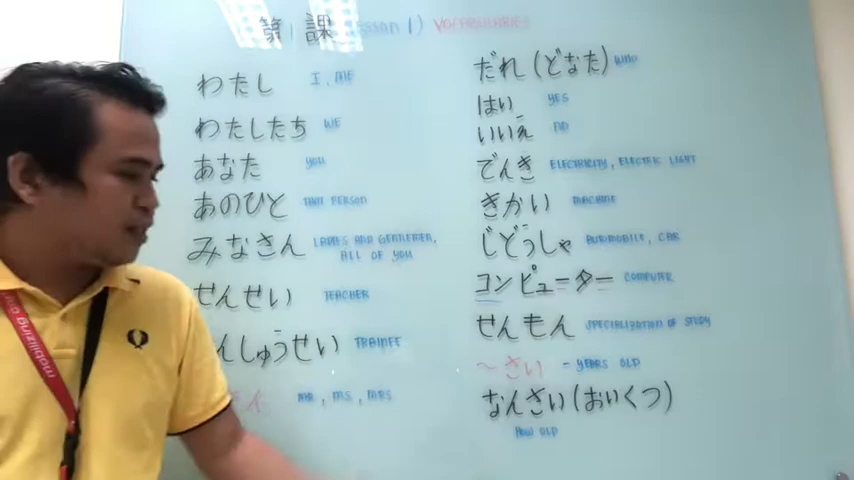 第1課 (Lesson 1) VOCABULARIES
わたし I, ME
わたしたち WE
あなた YOU
あのひと THAT PERSON
みなさん LADIES AND GENTLEMEN,
ALL OF YOU
せんせい TEACHER
んしゅうせい TRAINEE
ん MR, MS, MRS
だれ (どなた) WHO
はい YES
いいえ NO
でんき ELECTRICITY, ELECTRIC LIGHT
きかい MACHINE
じどうしゃ AUTOMOBILE, CAR
コンピューター COMPUTER
せんもん SPECIALIZATION OF STUDY
～さい - YEARS OLD
なんさい (おいくつ)
HOW OLD
mobilizing